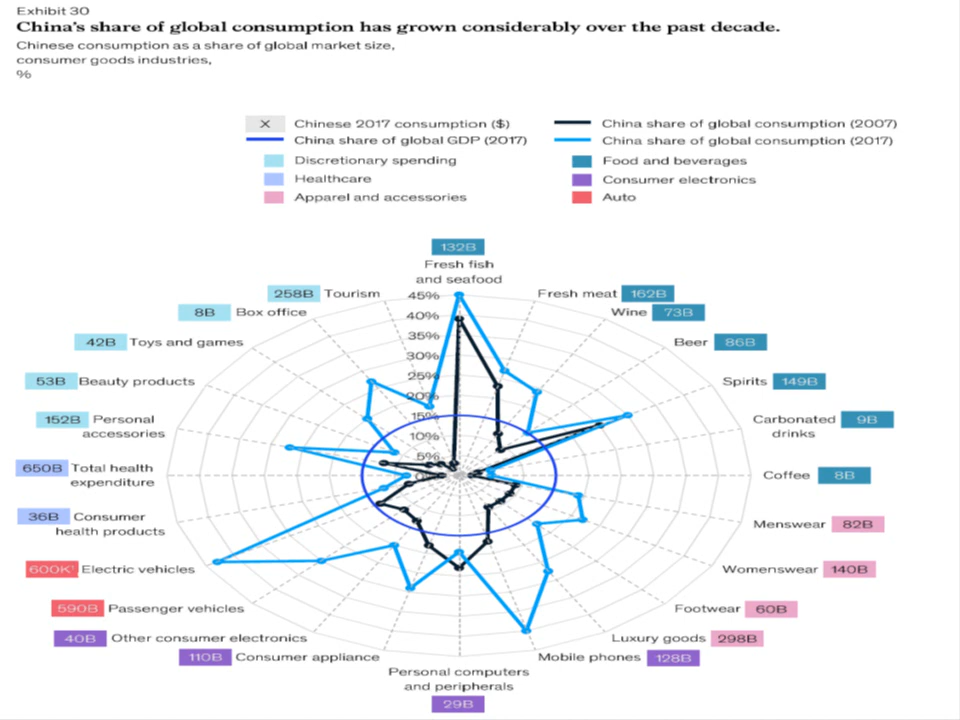 Exhibit 30
China's share of global consumption has grown considerably over the past decade.
Chinese consumption as a share of global market size,
consumer goods industries,
%
× Chinese 2017 consumption ($)
China share of global consumption (2007)
China share of global GDP (2017)
China share of global consumption (2017)
Discretionary spending
Food and beverages
Healthcare
Consumer electronics
Apparel and accessories
Auto
132B
Fresh fish
and seafood
258B Tourism
45%
Fresh meat 162B
8B Box office
40%
Wine 73B
42B Toys and games
35%
Beer 86B
30%
53B Beauty products
25%
Spirits 149B
20%
152B Personal
accessories
15%
Carbonated
drinks 9B
10%
5%
650B Total health
expenditure
0%
Coffee 8B
36B Consumer
health products
Menswear 82B
600K¹ Electric vehicles
Womenswear 140B
590B Passenger vehicles
Footwear 60B
40B Other consumer electronics
Luxury goods 298B
110B Consumer appliance
Mobile phones 128B
Personal computers
and peripherals
29B